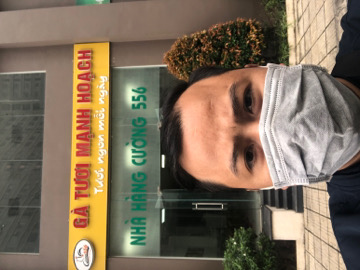 GÀ TƯƠI MẠNH HOẠCH
Tươi ngon mỗi ngày
NHÀ HÀNG CƯỜNG 556